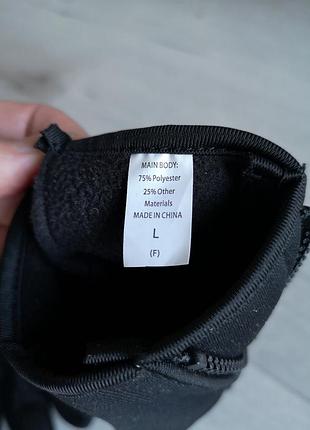 MAIN BODY:
75% Polyester
25% Other
Materials
MADE IN CHINA
L
(F)